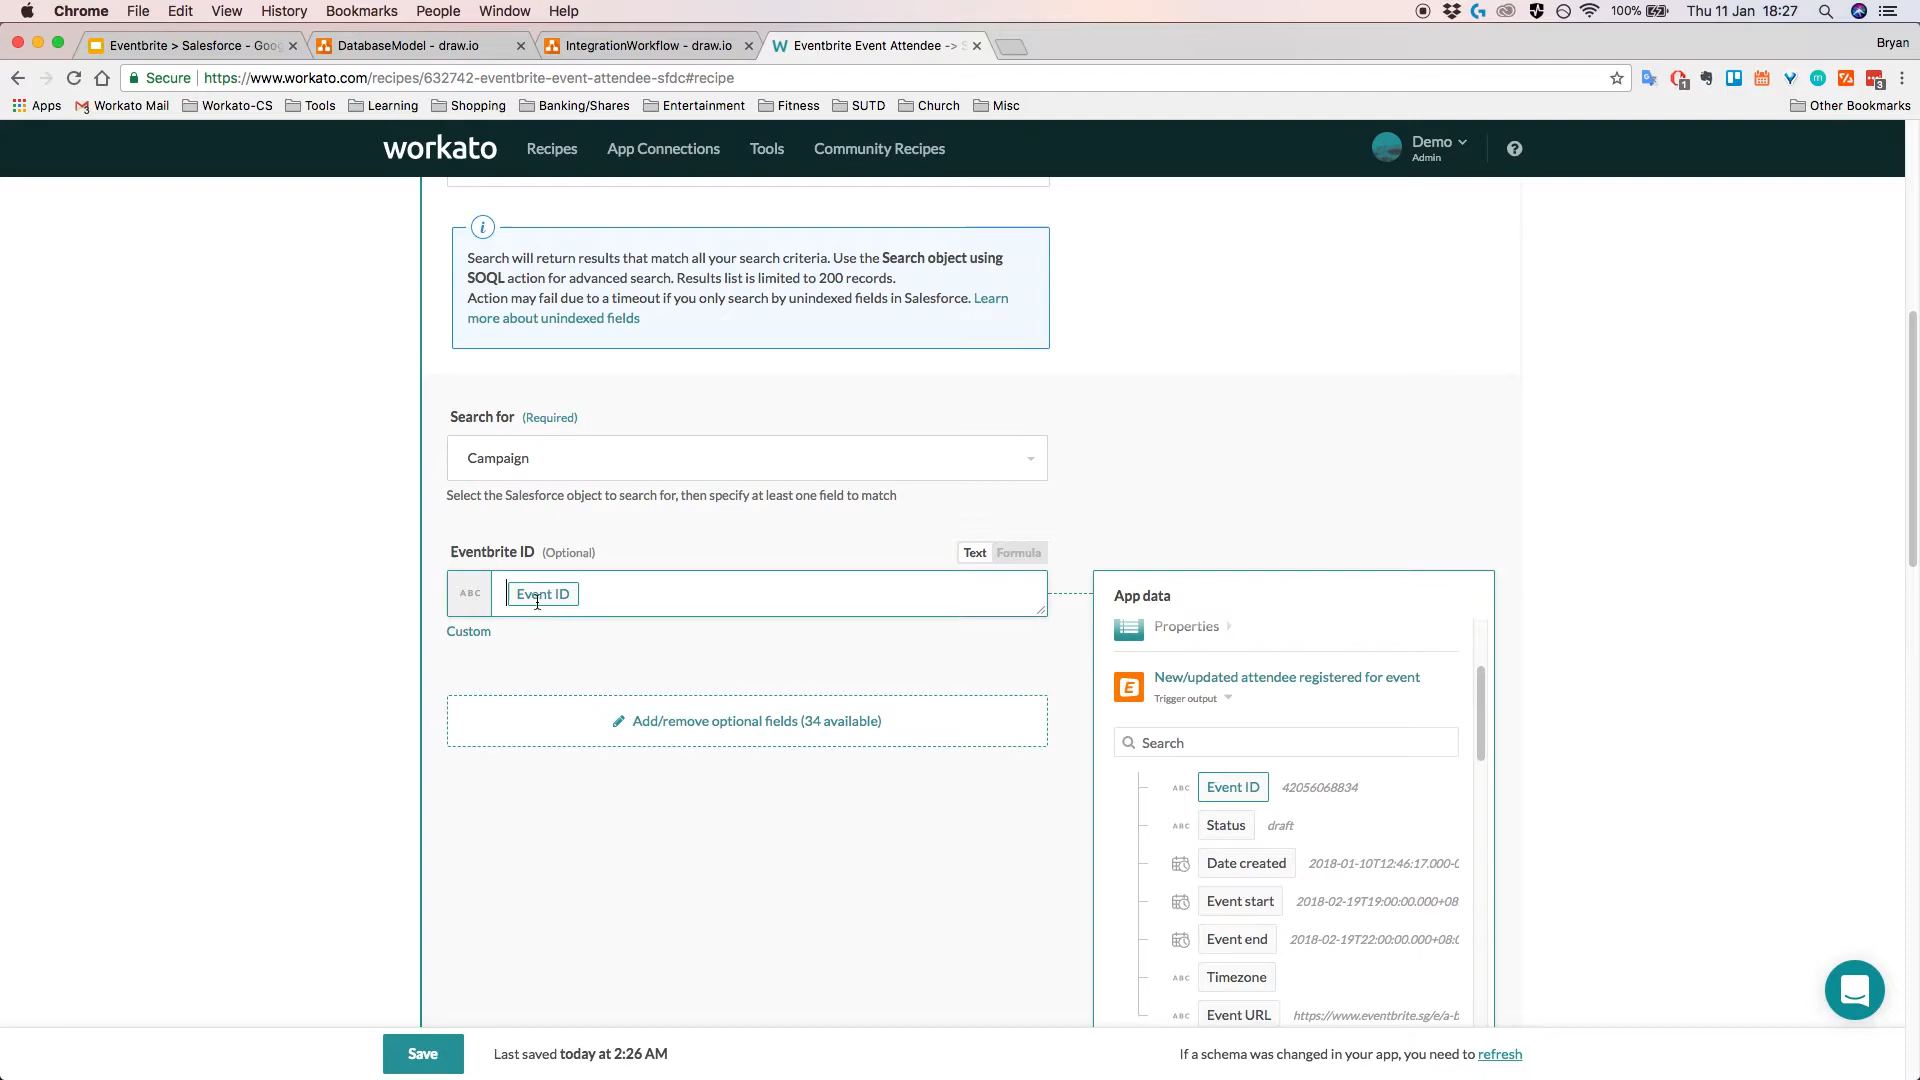 Chrome File Edit View History Bookmarks People Window Help
100% Thu 11 Jan 18:27
Eventbrite > Salesforce - Goog
DatabaseModel - draw.io
IntegrationWorkflow - draw.io
Eventbrite Event Attendee -> S
Bryan
Secure https://www.workato.com/recipes/632742-eventbrite-event-attendee-sfdc#recipe
Apps Workato Mail Workato-CS Tools Learning Shopping Banking/Shares Entertainment Fitness SUTD Church Misc Other Bookmarks
workato Recipes App Connections Tools Community Recipes Demo
Admin
Search will return results that match all your search criteria. Use the Search object using
SOQL action for advanced search. Results list is limited to 200 records.
Action may fail due to a timeout if you only search by unindexed fields in Salesforce. Learn
more about unindexed fields
Search for (Required)
Campaign
Select the Salesforce object to search for, then specify at least one field to match
Eventbrite ID (Optional) Text Formula
ABC Event ID
Custom
Add/remove optional fields (34 available)
App data
Properties
New/updated attendee registered for event
Trigger output
Search
ABC Event ID 42056068834
ABC Status draft
Date created 2018-01-10T12:46:17.000-0
Event start 2018-02-19T19:00:00.000+08
Event end 2018-02-19T22:00:00.000+08:0
ABC Timezone
ABC Event URL https://www.eventbrite.sg/e/a-b
Save Last saved today at 2:26 AM
If a schema was changed in your app, you need to refresh